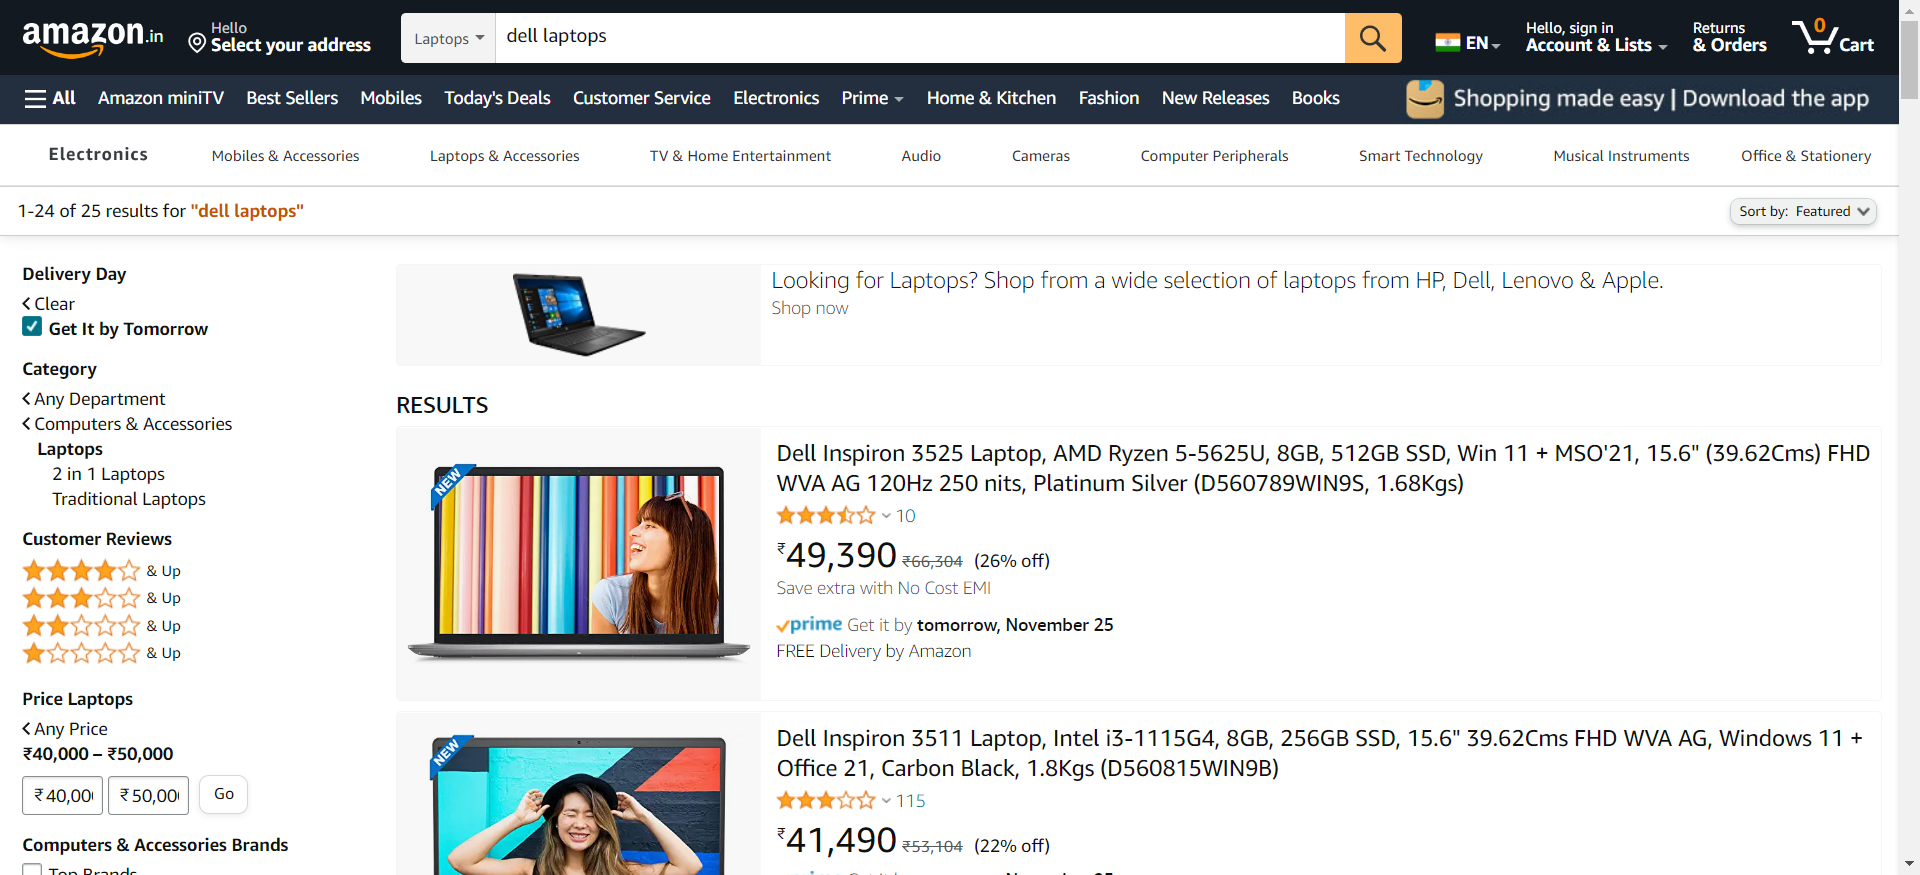 amazon.in
Hello
Select your address
Laptops
dell laptops
EN
Hello, sign in
Account & Lists
Returns
& Orders
0
Cart
All
Amazon miniTV
Best Sellers
Mobiles
Today's Deals
Customer Service
Electronics
Prime
Home & Kitchen
Fashion
New Releases
Books
Shopping made easy | Download the app
Electronics
Mobiles & Accessories
Laptops & Accessories
TV & Home Entertainment
Audio
Cameras
Computer Peripherals
Smart Technology
Musical Instruments
Office & Stationery
1-24 of 25 results for "dell laptops"
Sort by: Featured
Delivery Day
Clear
Get It by Tomorrow
Category
Any Department
Computers & Accessories
Laptops
2 in 1 Laptops
Traditional Laptops
Customer Reviews
& Up
& Up
& Up
& Up
Price Laptops
Any Price
₹40,000 – ₹50,000
₹ 40,000
₹ 50,000
Go
Computers & Accessories Brands
Top Brands
Looking for Laptops? Shop from a wide selection of laptops from HP, Dell, Lenovo & Apple.
Shop now
RESULTS
NEW
Dell Inspiron 3525 Laptop, AMD Ryzen 5-5625U, 8GB, 512GB SSD, Win 11 + MSO'21, 15.6" (39.62Cms) FHD
WVA AG 120Hz 250 nits, Platinum Silver (D560789WIN9S, 1.68Kgs)
10
₹49,390 ₹66,304 (26% off)
Save extra with No Cost EMI
prime Get it by tomorrow, November 25
FREE Delivery by Amazon
NEW
Dell Inspiron 3511 Laptop, Intel i3-1115G4, 8GB, 256GB SSD, 15.6" 39.62Cms FHD WVA AG, Windows 11 +
Office 21, Carbon Black, 1.8Kgs (D560815WIN9B)
115
₹41,490 ₹53,104 (22% off)